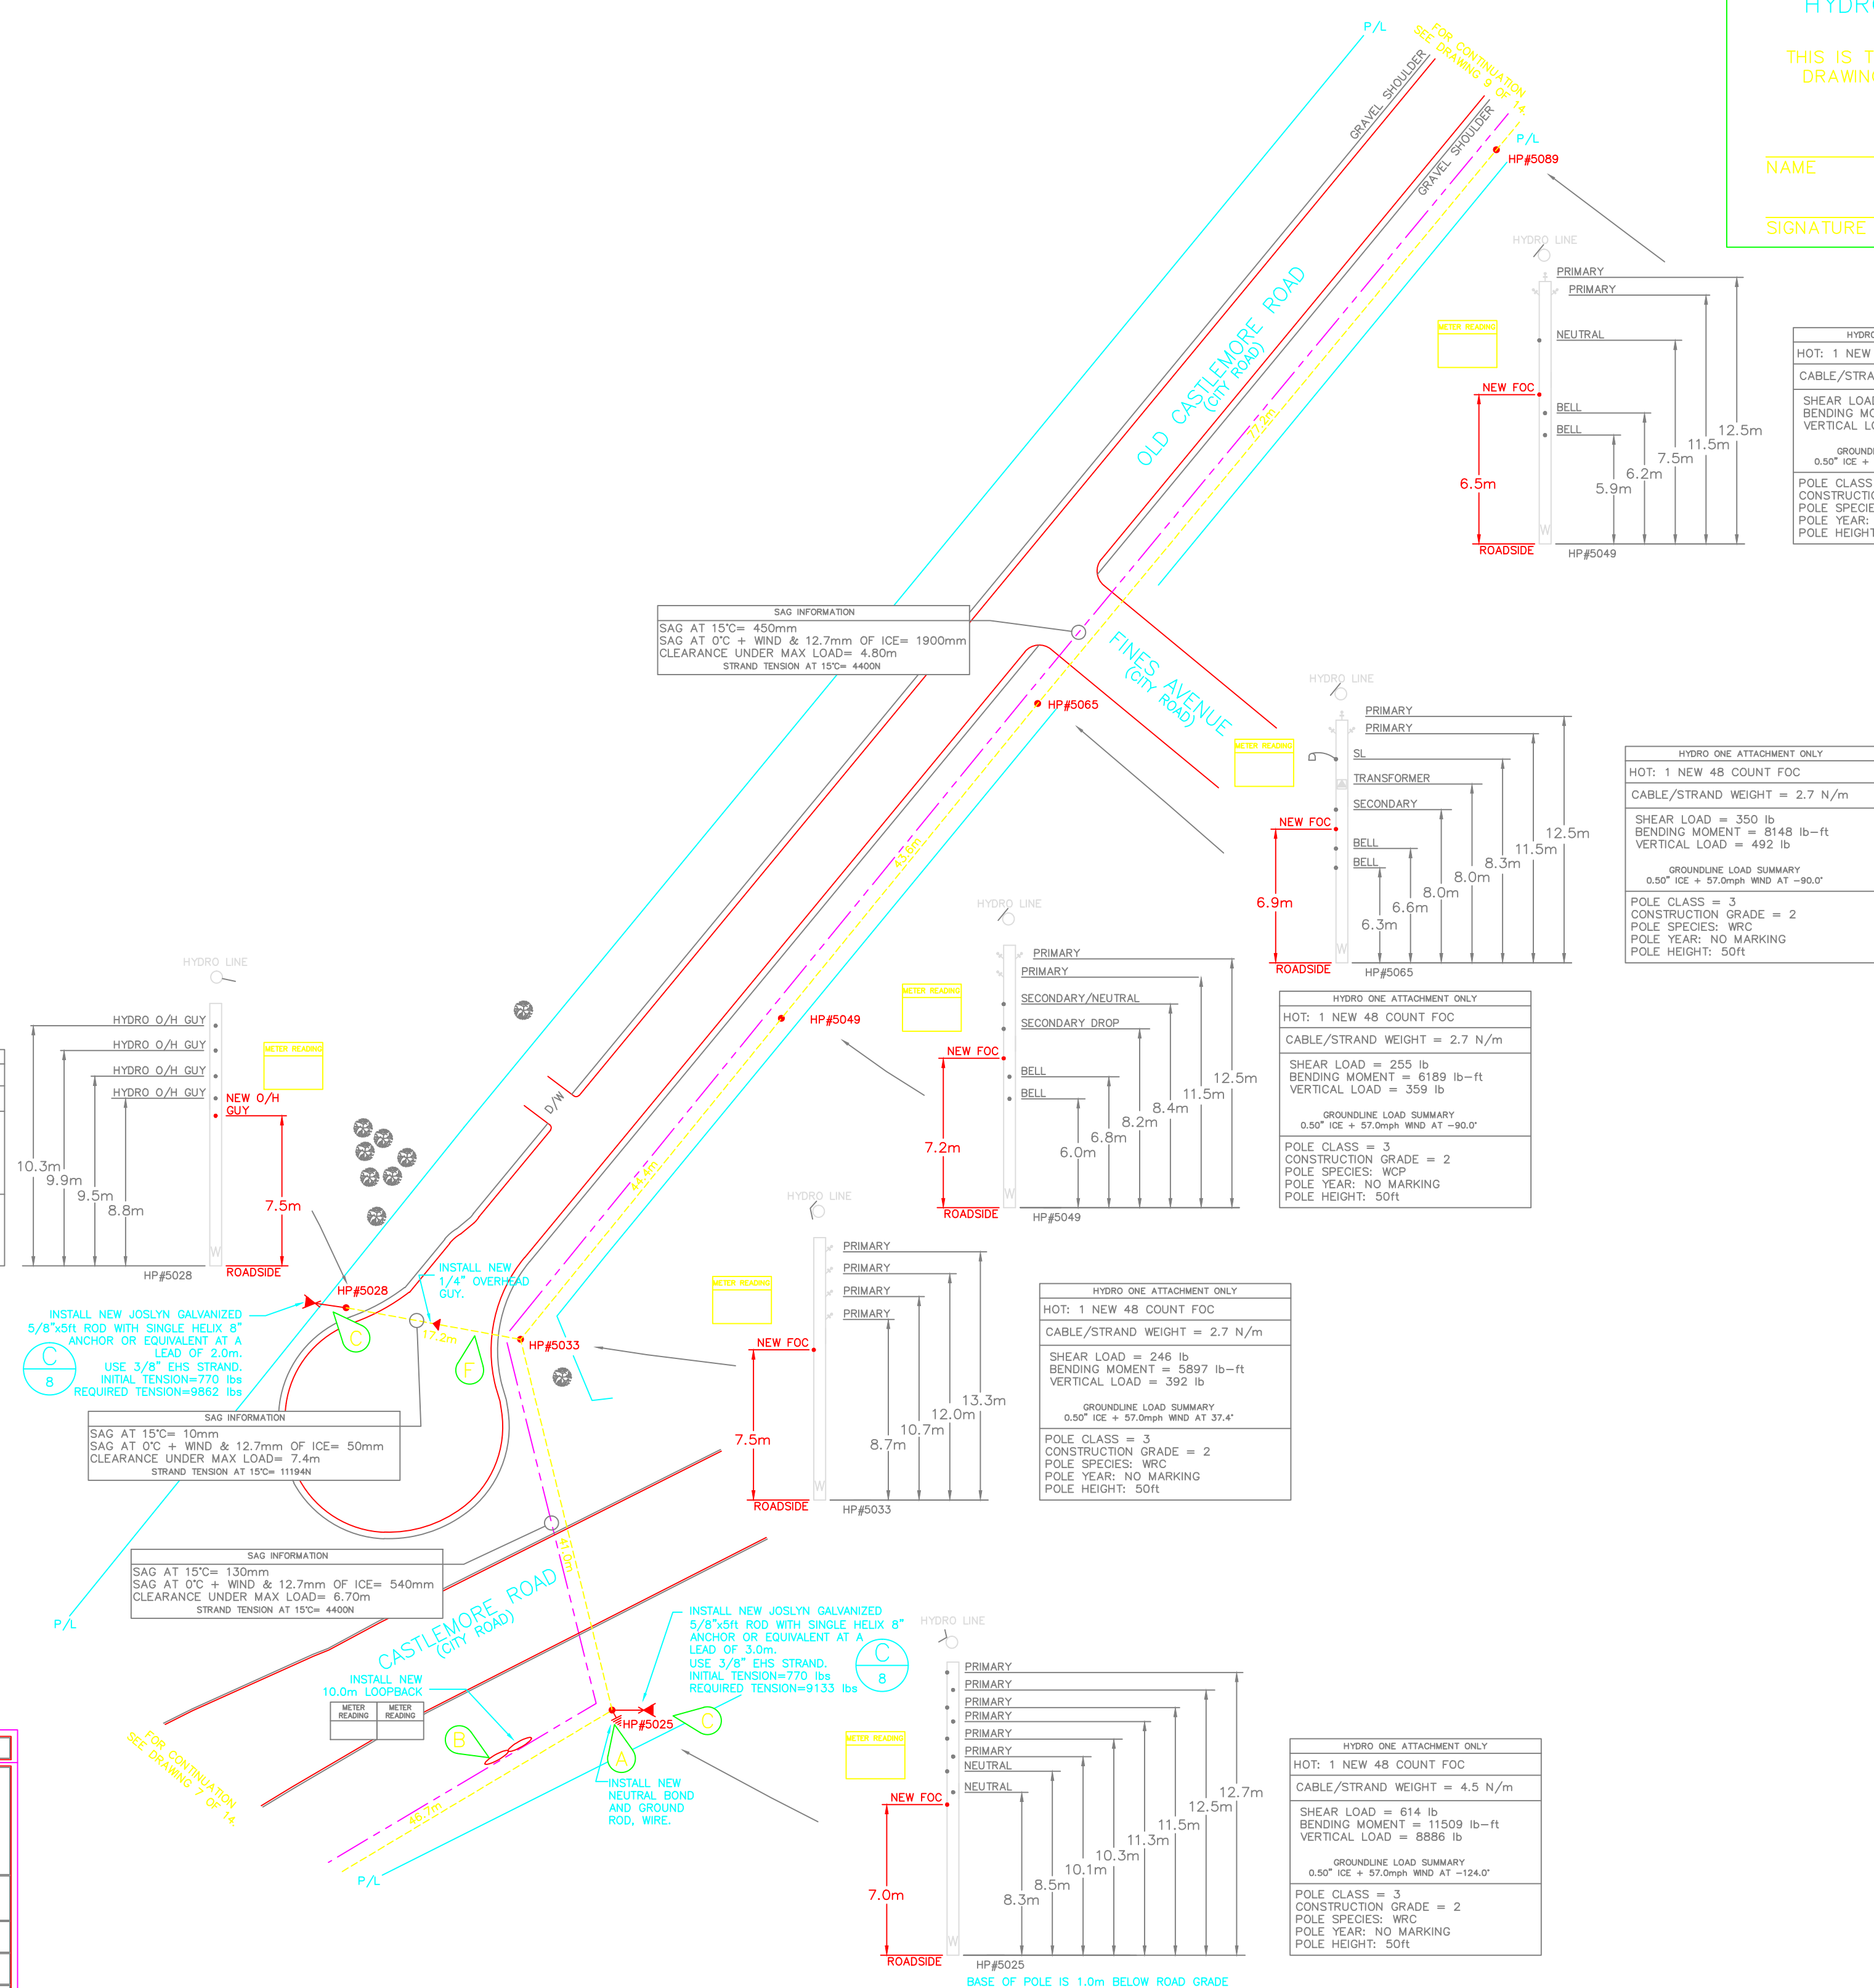 HYDRO
THIS IS T
DRAWING
NAME
SIGNATURE
P/L
FOR CONTINUATION
SEE DRAWING 9 OF 14
GRAVEL SHOULDER
GRAVEL SHOULDER
P/L
HP#5089
OLD CASTLEMORE ROAD
(CITY ROAD)
77.2m
HYDRO LINE
PRIMARY
PRIMARY
NEUTRAL
NEW FOC
BELL
BELL
METER READING
6.5m
5.9m
6.2m
7.5m
11.5m
12.5m
ROADSIDE
HP#5049
HYDRO
HOT: 1 NEW
CABLE/STRA
SHEAR LOAD
BENDING MO
VERTICAL LO
GROUNDL
0.50" ICE +
POLE CLASS
CONSTRUCTIO
POLE SPECIE
POLE YEAR:
POLE HEIGHT
SAG INFORMATION
SAG AT 15°C= 450mm
SAG AT 0°C + WIND & 12.7mm OF ICE= 1900mm
CLEARANCE UNDER MAX LOAD= 4.80m
STRAND TENSION AT 15°C= 4400N
FINES AVENUE
(CITY ROAD)
HP#5065
HYDRO LINE
PRIMARY
PRIMARY
SL
TRANSFORMER
SECONDARY
NEW FOC
BELL
BELL
METER READING
6.9m
6.3m
6.6m
8.0m
8.0m
8.3m
11.5m
12.5m
ROADSIDE
HP#5065
HYDRO ONE ATTACHMENT ONLY
HOT: 1 NEW 48 COUNT FOC
CABLE/STRAND WEIGHT = 2.7 N/m
SHEAR LOAD = 350 lb
BENDING MOMENT = 8148 lb-ft
VERTICAL LOAD = 492 lb
GROUNDLINE LOAD SUMMARY
0.50" ICE + 57.0mph WIND AT -90.0°
POLE CLASS = 3
CONSTRUCTION GRADE = 2
POLE SPECIES: WRC
POLE YEAR: NO MARKING
POLE HEIGHT: 50ft
43.6m
HP#5049
HYDRO LINE
PRIMARY
PRIMARY
SECONDARY/NEUTRAL
SECONDARY DROP
NEW FOC
BELL
BELL
METER READING
7.2m
6.0m
6.8m
8.2m
8.4m
11.5m
12.5m
W
ROADSIDE
HP#5049
HYDRO ONE ATTACHMENT ONLY
HOT: 1 NEW 48 COUNT FOC
CABLE/STRAND WEIGHT = 2.7 N/m
SHEAR LOAD = 255 lb
BENDING MOMENT = 6189 lb-ft
VERTICAL LOAD = 359 lb
GROUNDLINE LOAD SUMMARY
0.50" ICE + 57.0mph WIND AT -90.0°
POLE CLASS = 3
CONSTRUCTION GRADE = 2
POLE SPECIES: WCP
POLE YEAR: NO MARKING
POLE HEIGHT: 50ft
HYDRO LINE
HYDRO O/H GUY
HYDRO O/H GUY
HYDRO O/H GUY
HYDRO O/H GUY
NEW O/H
GUY
METER READING
10.3m
9.9m
9.5m
8.8m
7.5m
W
ROADSIDE
HP#5028
D/W
44.4m
HP#5028
INSTALL NEW
1/4" OVERHEAD
GUY.
17.2m
C
F
HP#5033
INSTALL NEW JOSLYN GALVANIZED
5/8"x5ft ROD WITH SINGLE HELIX 8"
ANCHOR OR EQUIVALENT AT A
LEAD OF 2.0m.
USE 3/8" EHS STRAND.
INITIAL TENSION=770 lbs
REQUIRED TENSION=9862 lbs
C
8
HYDRO LINE
PRIMARY
PRIMARY
PRIMARY
PRIMARY
NEW FOC
METER READING
7.5m
8.7m
10.7m
12.0m
13.3m
W
ROADSIDE
HP#5033
HYDRO ONE ATTACHMENT ONLY
HOT: 1 NEW 48 COUNT FOC
CABLE/STRAND WEIGHT = 2.7 N/m
SHEAR LOAD = 246 lb
BENDING MOMENT = 5897 lb-ft
VERTICAL LOAD = 392 lb
GROUNDLINE LOAD SUMMARY
0.50" ICE + 57.0mph WIND AT 37.4°
POLE CLASS = 3
CONSTRUCTION GRADE = 2
POLE SPECIES: WRC
POLE YEAR: NO MARKING
POLE HEIGHT: 50ft
SAG INFORMATION
SAG AT 15°C= 10mm
SAG AT 0°C + WIND & 12.7mm OF ICE= 50mm
CLEARANCE UNDER MAX LOAD= 7.4m
STRAND TENSION AT 15°C= 11194N
SAG INFORMATION
SAG AT 15°C= 130mm
SAG AT 0°C + WIND & 12.7mm OF ICE= 540mm
CLEARANCE UNDER MAX LOAD= 6.70m
STRAND TENSION AT 15°C= 4400N
41.0m
P/L
CASTLEMORE ROAD
(CITY ROAD)
INSTALL NEW
10.0m LOOPBACK
METER READING
METER READING
INSTALL NEW JOSLYN GALVANIZED
5/8"x5ft ROD WITH SINGLE HELIX 8"
ANCHOR OR EQUIVALENT AT A
LEAD OF 3.0m.
USE 3/8" EHS STRAND.
INITIAL TENSION=770 lbs
REQUIRED TENSION=9133 lbs
C
8
HP#5025
B
A
C
INSTALL NEW
NEUTRAL BOND
AND GROUND
ROD, WIRE.
46.7m
FOR CONTINUATION
SEE DRAWING 7 OF 14
P/L
HYDRO LINE
PRIMARY
PRIMARY
PRIMARY
PRIMARY
PRIMARY
PRIMARY
NEUTRAL
NEUTRAL
NEW FOC
METER READING
7.0m
8.3m
8.5m
10.1m
10.3m
11.3m
11.5m
12.5m
12.7m
W
ROADSIDE
HP#5025
BASE OF POLE IS 1.0m BELOW ROAD GRADE
HYDRO ONE ATTACHMENT ONLY
HOT: 1 NEW 48 COUNT FOC
CABLE/STRAND WEIGHT = 4.5 N/m
SHEAR LOAD = 614 lb
BENDING MOMENT = 11509 lb-ft
VERTICAL LOAD = 8886 lb
GROUNDLINE LOAD SUMMARY
0.50" ICE + 57.0mph WIND AT -124.0°
POLE CLASS = 3
CONSTRUCTION GRADE = 2
POLE SPECIES: WRC
POLE YEAR: NO MARKING
POLE HEIGHT: 50ft